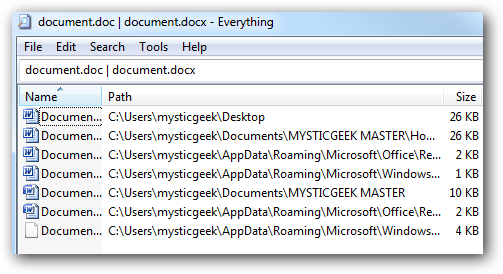 document.doc | document.docx - Everything
File Edit Search Tools Help
document.doc | document.docx
Name Path Size
Documen... C:\Users\mysticgeek\Desktop 26 KB
Documen... C:\Users\mysticgeek\Documents\MYSTICGEEK MASTER\Ho... 26 KB
Documen... C:\Users\mysticgeek\AppData\Roaming\Microsoft\Office\Re... 2 KB
Documen... C:\Users\mysticgeek\AppData\Roaming\Microsoft\Windows... 1 KB
Documen... C:\Users\mysticgeek\Documents\MYSTICGEEK MASTER 10 KB
Documen... C:\Users\mysticgeek\AppData\Roaming\Microsoft\Office\Re... 2 KB
Documen... C:\Users\mysticgeek\AppData\Roaming\Microsoft\Windows... 4 KB